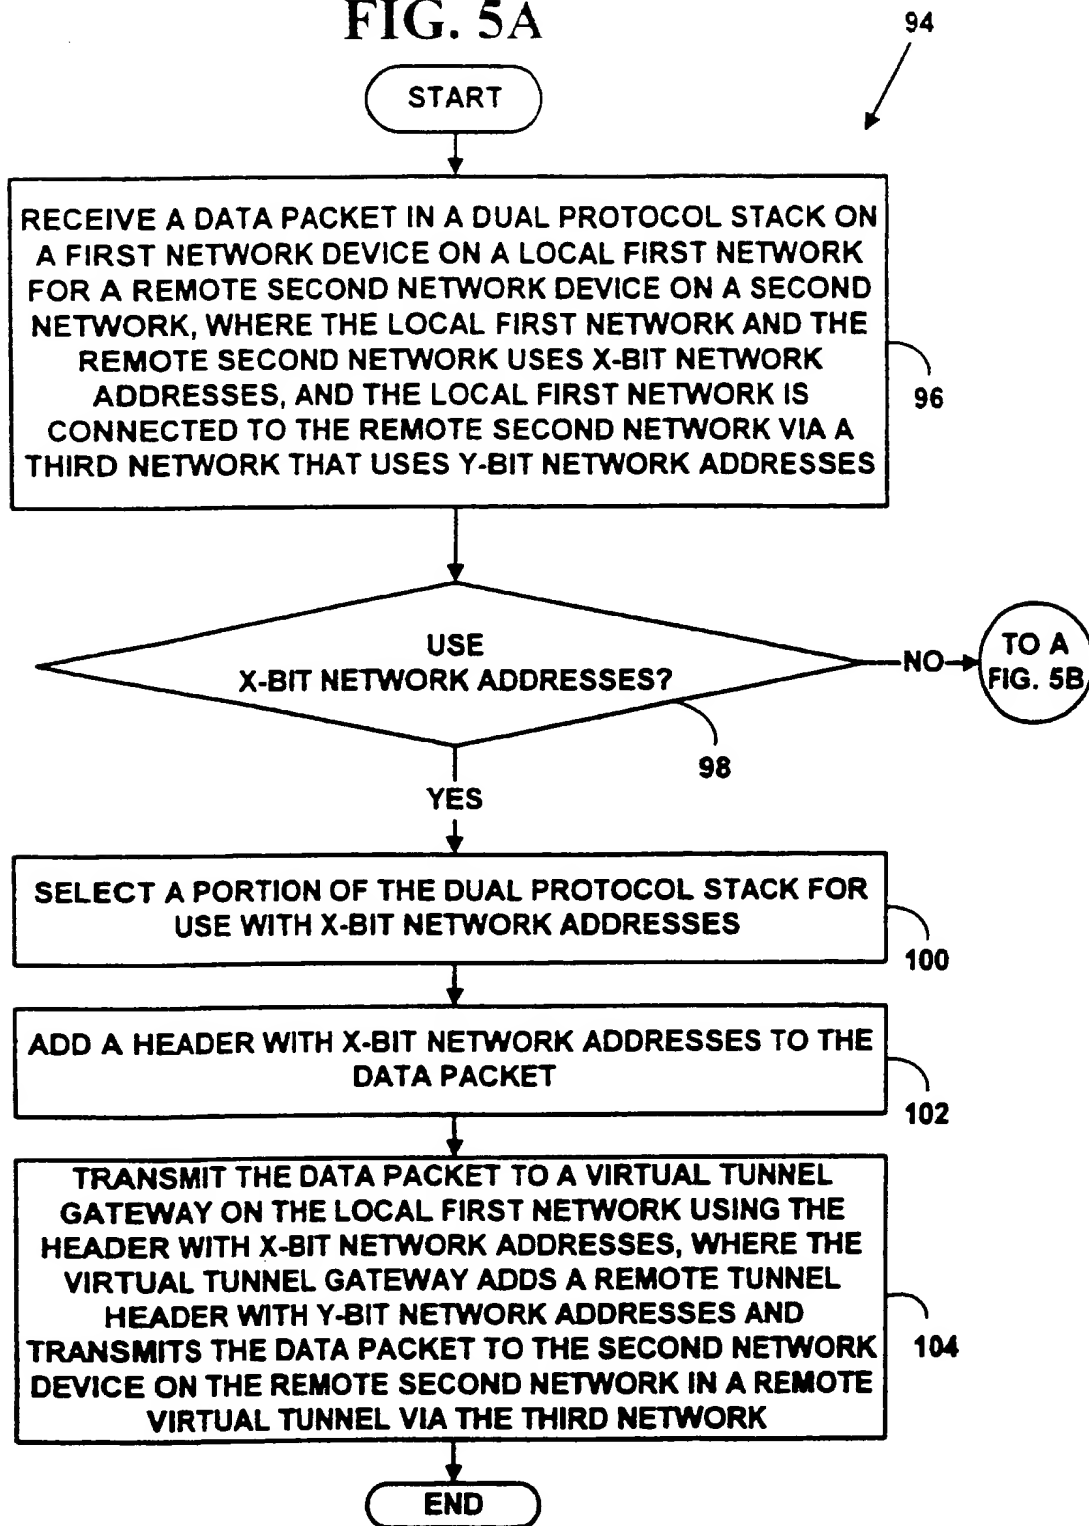 FIG. 5A
94
START
RECEIVE A DATA PACKET IN A DUAL PROTOCOL STACK ON
A FIRST NETWORK DEVICE ON A LOCAL FIRST NETWORK
FOR A REMOTE SECOND NETWORK DEVICE ON A SECOND
NETWORK, WHERE THE LOCAL FIRST NETWORK AND THE
REMOTE SECOND NETWORK USES X-BIT NETWORK
ADDRESSES, AND THE LOCAL FIRST NETWORK IS
CONNECTED TO THE REMOTE SECOND NETWORK VIA A
THIRD NETWORK THAT USES Y-BIT NETWORK ADDRESSES
96
USE
X-BIT NETWORK ADDRESSES?
NO
TO A
FIG. 5B
98
YES
SELECT A PORTION OF THE DUAL PROTOCOL STACK FOR
USE WITH X-BIT NETWORK ADDRESSES
100
ADD A HEADER WITH X-BIT NETWORK ADDRESSES TO THE
DATA PACKET
102
TRANSMIT THE DATA PACKET TO A VIRTUAL TUNNEL
GATEWAY ON THE LOCAL FIRST NETWORK USING THE
HEADER WITH X-BIT NETWORK ADDRESSES, WHERE THE
VIRTUAL TUNNEL GATEWAY ADDS A REMOTE TUNNEL
HEADER WITH Y-BIT NETWORK ADDRESSES AND
TRANSMITS THE DATA PACKET TO THE SECOND NETWORK
DEVICE ON THE REMOTE SECOND NETWORK IN A REMOTE
VIRTUAL TUNNEL VIA THE THIRD NETWORK
104
END